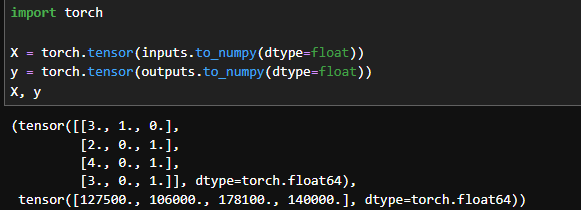 import torch
X = torch.tensor(inputs.to_numpy(dtype=float))
y = torch.tensor(outputs.to_numpy(dtype=float))
X, y
(tensor([[3., 1., 0.],
[2., 0., 1.],
[4., 0., 1.],
[3., 0., 1.]], dtype=torch.float64),
tensor([127500., 106000., 178100., 140000.], dtype=torch.float64))